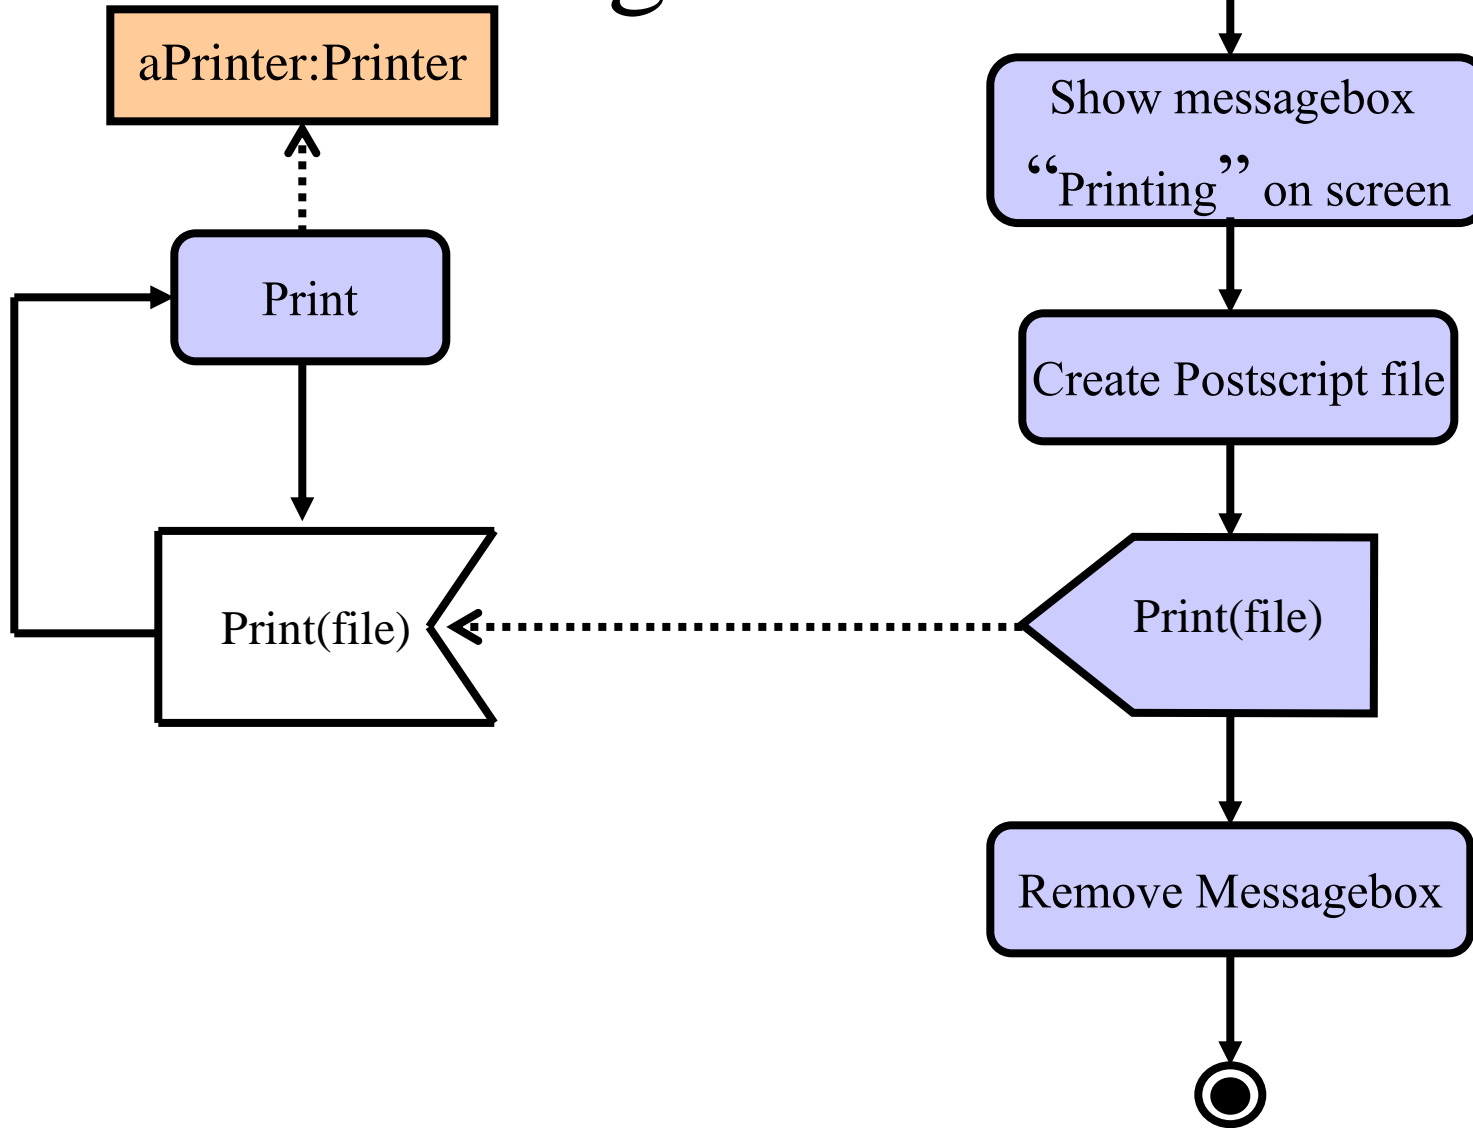 aPrinter:Printer
Show messagebox
“Printing” on screen
Print
Create Postscript file
Print(file)
Print(file)
Remove Messagebox